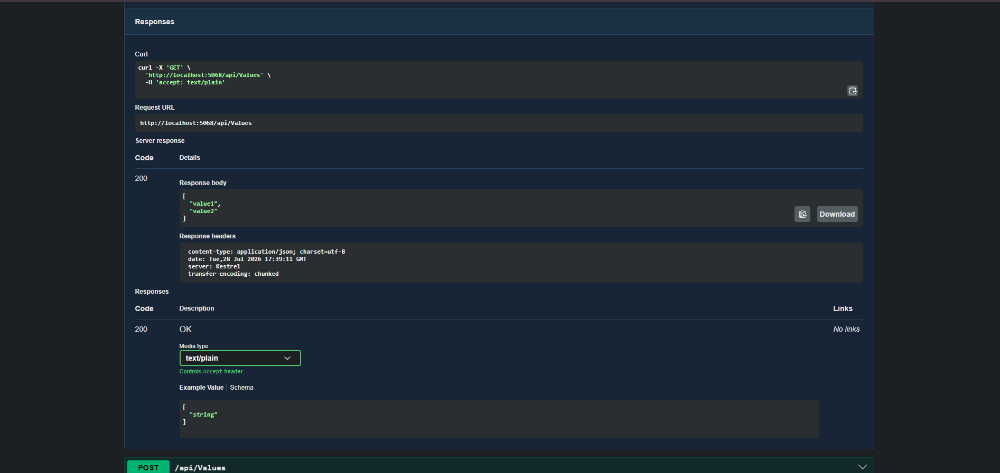 Responses
Curl
curl -X 'GET' \
'http://localhost:5068/api/Values' \
-H 'accept: text/plain'
Request URL
http://localhost:5068/api/Values
Server response
Code Details
200
Response body
[
"value1",
"value2"
]
Download
Response headers
content-type: application/json; charset=utf-8
date: Tue,28 Jul 2026 17:39:11 GMT
server: Kestrel
transfer-encoding: chunked
Responses
Code Description Links
200 OK No links
Media type
text/plain
Controls Accept header.
Example Value Schema
[
"string"
]
POST /api/Values